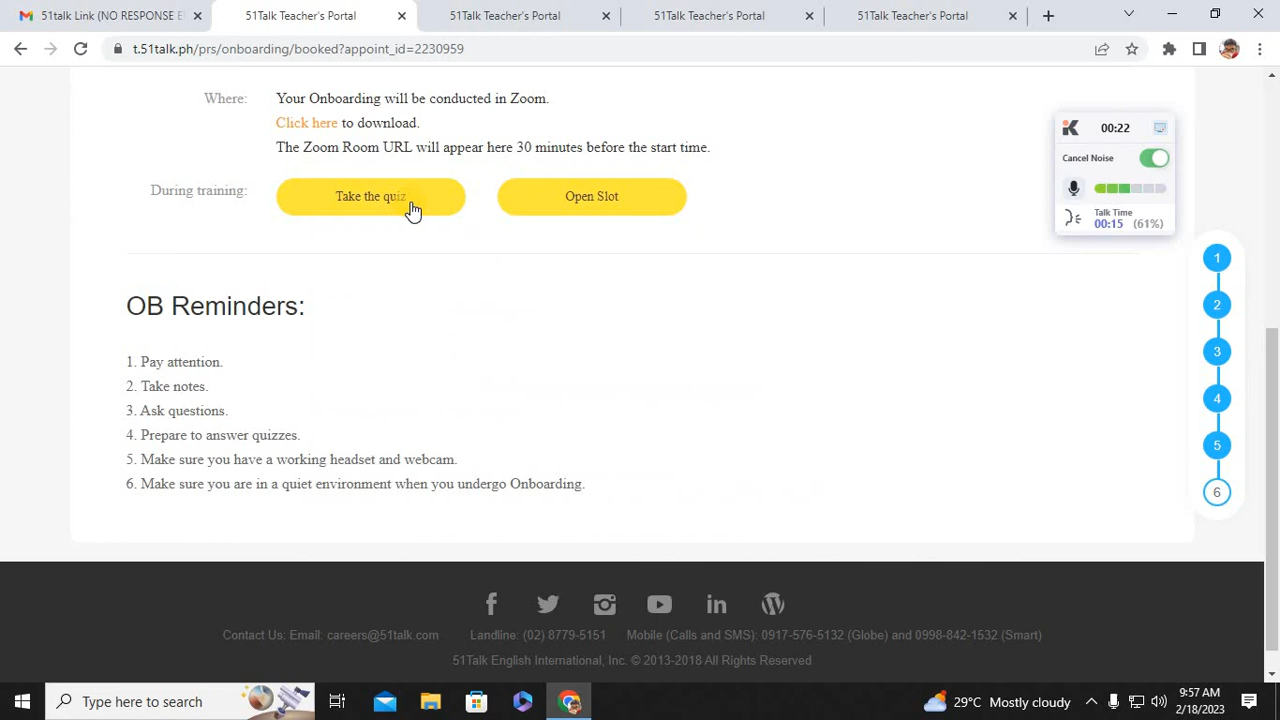 51talk Link (NO RESPONSE E
51Talk Teacher's Portal
51Talk Teacher's Portal
51Talk Teacher's Portal
51Talk Teacher's Portal
t.51talk.ph/prs/onboarding/booked?appoint_id=2230959
Where: Your Onboarding will be conducted in Zoom.
Click here to download.
The Zoom Room URL will appear here 30 minutes before the start time.
During training: Take the quiz Open Slot
00:22
Cancel Noise
Talk Time
00:15 (61%)
1
2
3
4
5
6
OB Reminders:
1. Pay attention.
2. Take notes.
3. Ask questions.
4. Prepare to answer quizzes.
5. Make sure you have a working headset and webcam.
6. Make sure you are in a quiet environment when you undergo Onboarding.
Contact Us: Email: careers@51talk.com Landline: (02) 8779-5151 Mobile (Calls and SMS): 0917-576-5132 (Globe) and 0998-842-1532 (Smart)
51Talk English International, Inc. © 2013-2018 All Rights Reserved
Type here to search
29°C Mostly cloudy
9:57 AM
2/18/2023